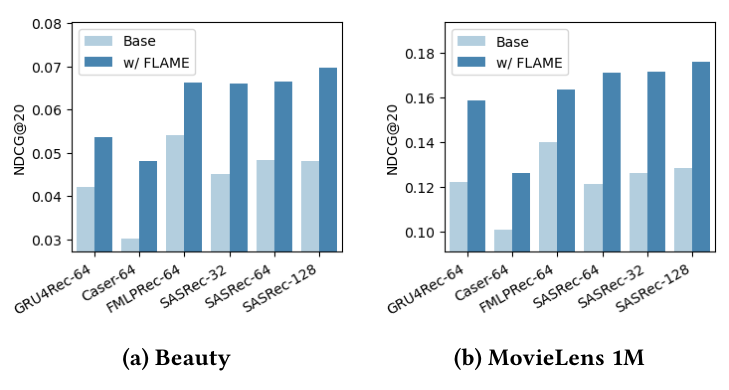 0.08
0.07
0.06
0.05
0.04
0.03
NDCG@20
Base
w/ FLAME
GRU4Rec-64
Caser-64
FMLPRec-64
SASRec-32
SASRec-64
SASRec-128
(a) Beauty
0.18
0.16
0.14
0.12
0.10
NDCG@20
Base
w/ FLAME
GRU4Rec-64
Caser-64
FMLPRec-64
SASRec-64
SASRec-32
SASRec-128
(b) MovieLens 1M